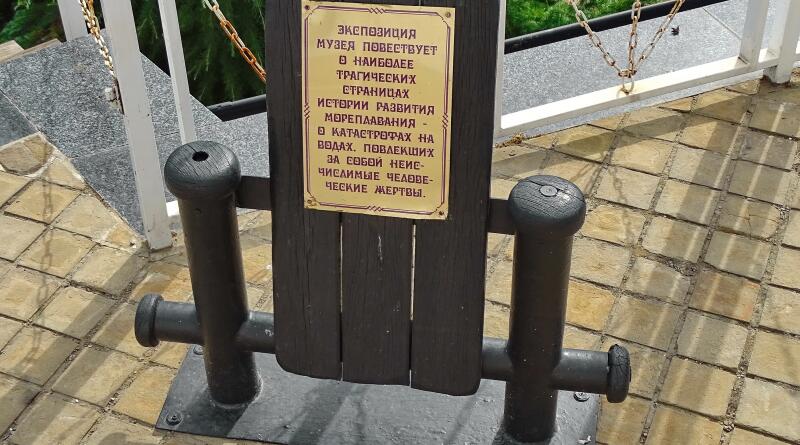 ЭКСПОЗИЦИЯ
МУЗЕЯ ПОВЕСТВУЕТ
О НАИБОЛЕЕ
ТРАГИЧЕСКИХ
СТРАНИЦАХ
ИСТОРИИ РАЗВИТИЯ
МОРЕПЛАВАНИЯ -
О КАТАСТРОФАХ НА
ВОДАХ, ПОВЛЕКШИХ
ЗА СОБОЙ НЕИС-
ЧИСЛИМЫЕ ЧЕЛОВЕ-
ЧЕСКИЕ ЖЕРТВЫ.